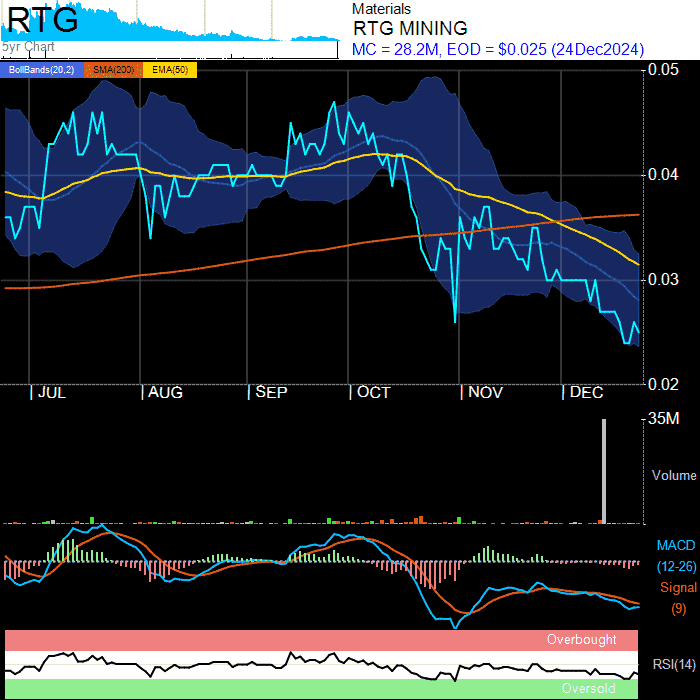 RTG
5yr Chart
Materials
RTG MINING
MC = 28.2M, EOD = $0.025 (24Dec2024)
BollBands(20,2) SMA(200) EMA(50)
0.05
0.04
0.03
0.02
JUL AUG SEP OCT NOV DEC
35M
Volume
MACD
(12-26)
Signal
(9)
Overbought
RSI(14)
Oversold